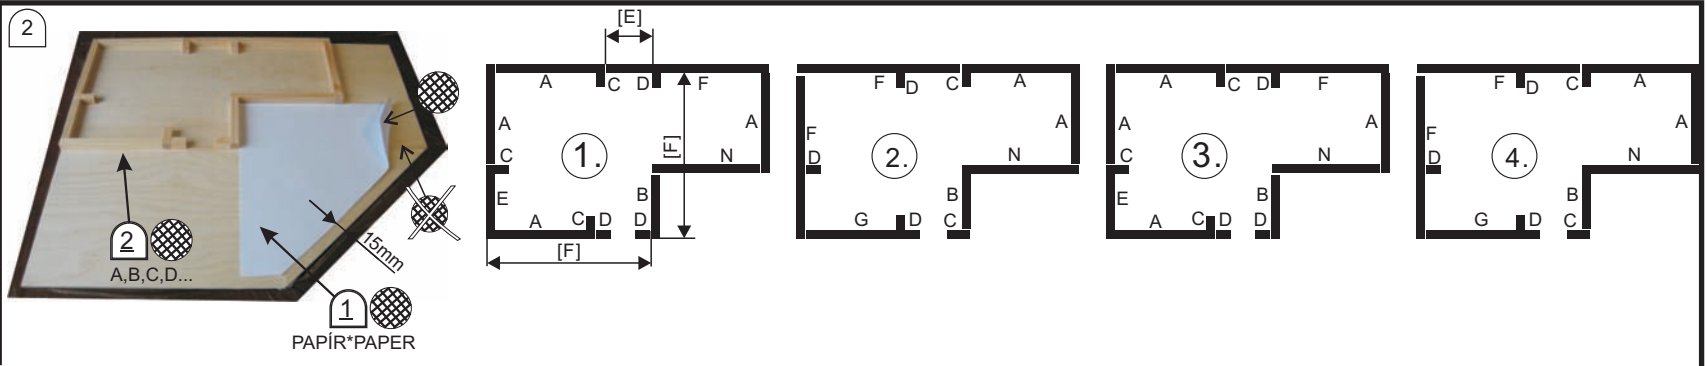 2
[E]
A C D F
A
A
[F]
C
N
E
B
A C D D
[F]
1.
F D C A
F
A
D
N
B
G D C
2.
A C D F
A
A
C
N
E
B
A C D D
3.
F D C A
F
A
D
N
B
G D C
4.
2
A,B,C,D...
15mm
1
PAPÍR*PAPER